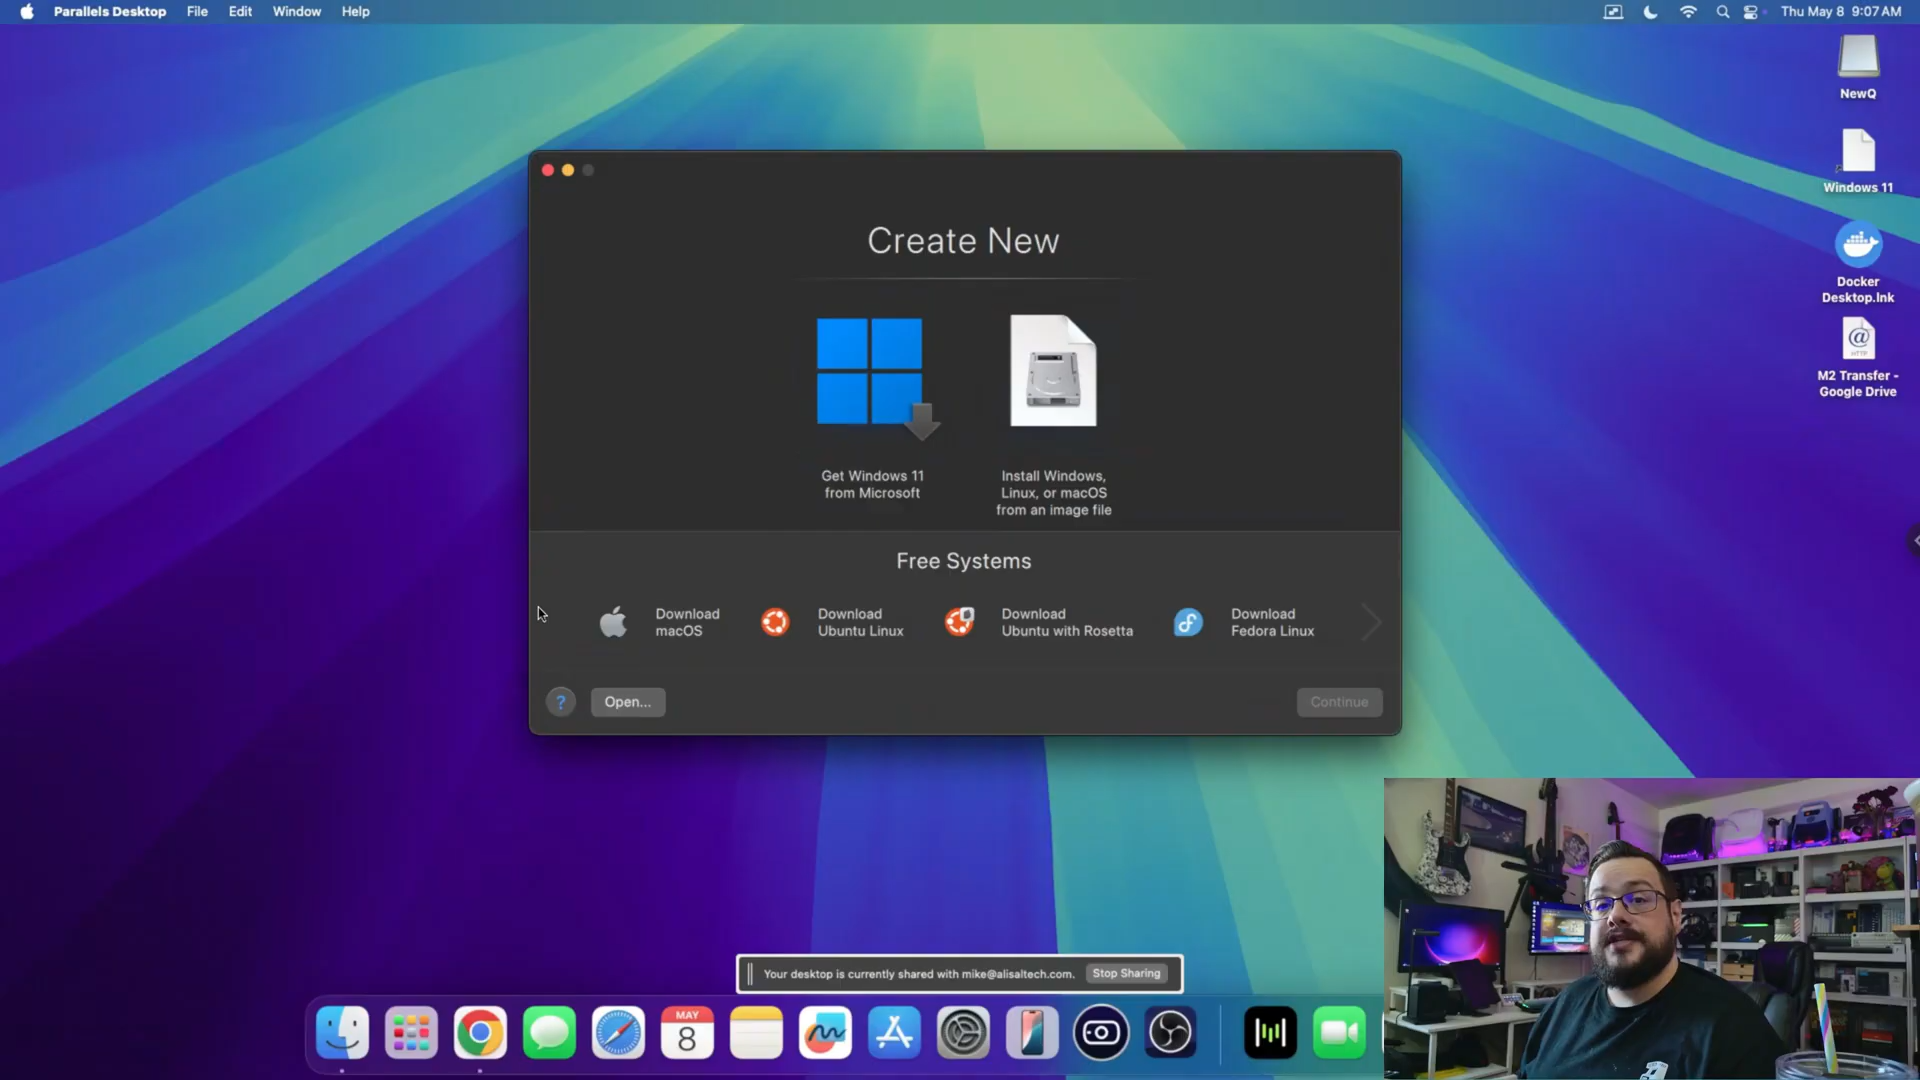 Parallels Desktop File Edit Window Help
Thu May 8 9:07 AM
NewQ
Windows 11
Docker
Desktop.lnk
HTTP
M2 Transfer -
Google Drive
Create New
Get Windows 11
from Microsoft
Install Windows,
Linux, or macOS
from an image file
Free Systems
Download
macOS
Download
Ubuntu Linux
Download
Ubuntu with Rosetta
Download
Fedora Linux
?
Open...
Continue
Your desktop is currently shared with mike@alisaltech.com.
Stop Sharing
MAY
8